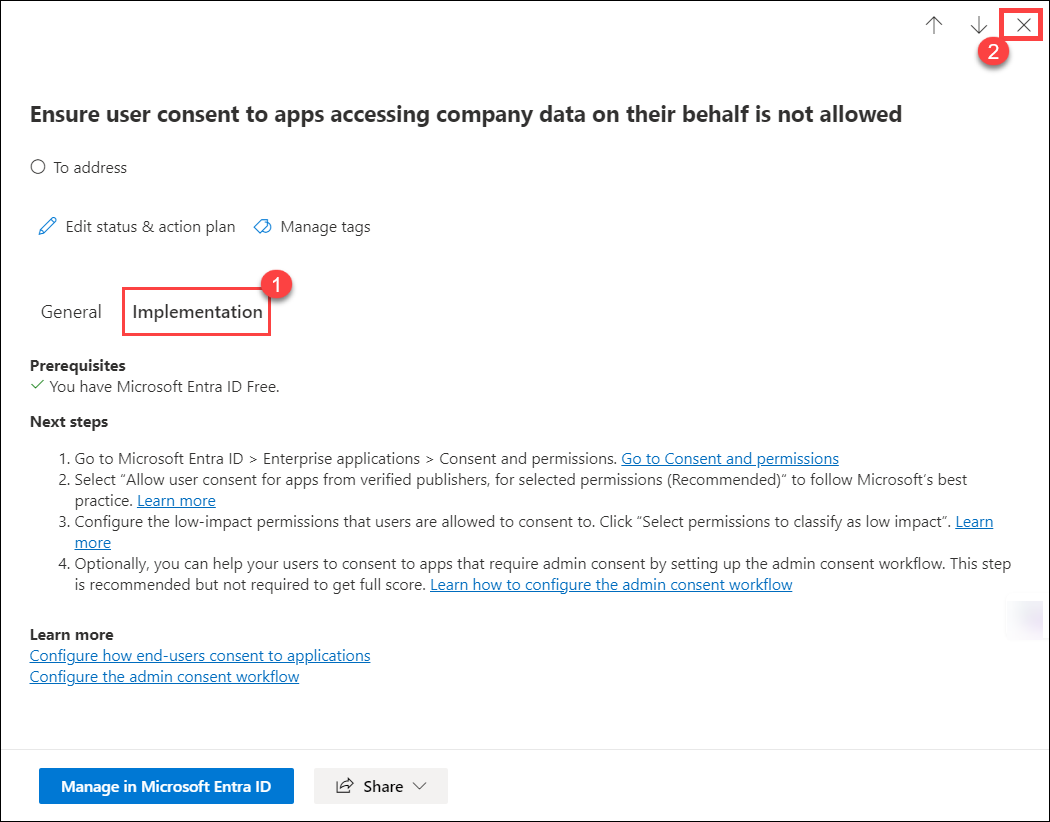 2
Ensure user consent to apps accessing company data on their behalf is not allowed
To address
Edit status & action plan Manage tags
1
General Implementation
Prerequisites
You have Microsoft Entra ID Free.
Next steps
1. Go to Microsoft Entra ID > Enterprise applications > Consent and permissions. Go to Consent and permissions
2. Select “Allow user consent for apps from verified publishers, for selected permissions (Recommended)” to follow Microsoft’s best
practice. Learn more
3. Configure the low-impact permissions that users are allowed to consent to. Click “Select permissions to classify as low impact”. Learn
more
4. Optionally, you can help your users to consent to apps that require admin consent by setting up the admin consent workflow. This step
is recommended but not required to get full score. Learn how to configure the admin consent workflow
Learn more
Configure how end-users consent to applications
Configure the admin consent workflow
Manage in Microsoft Entra ID Share